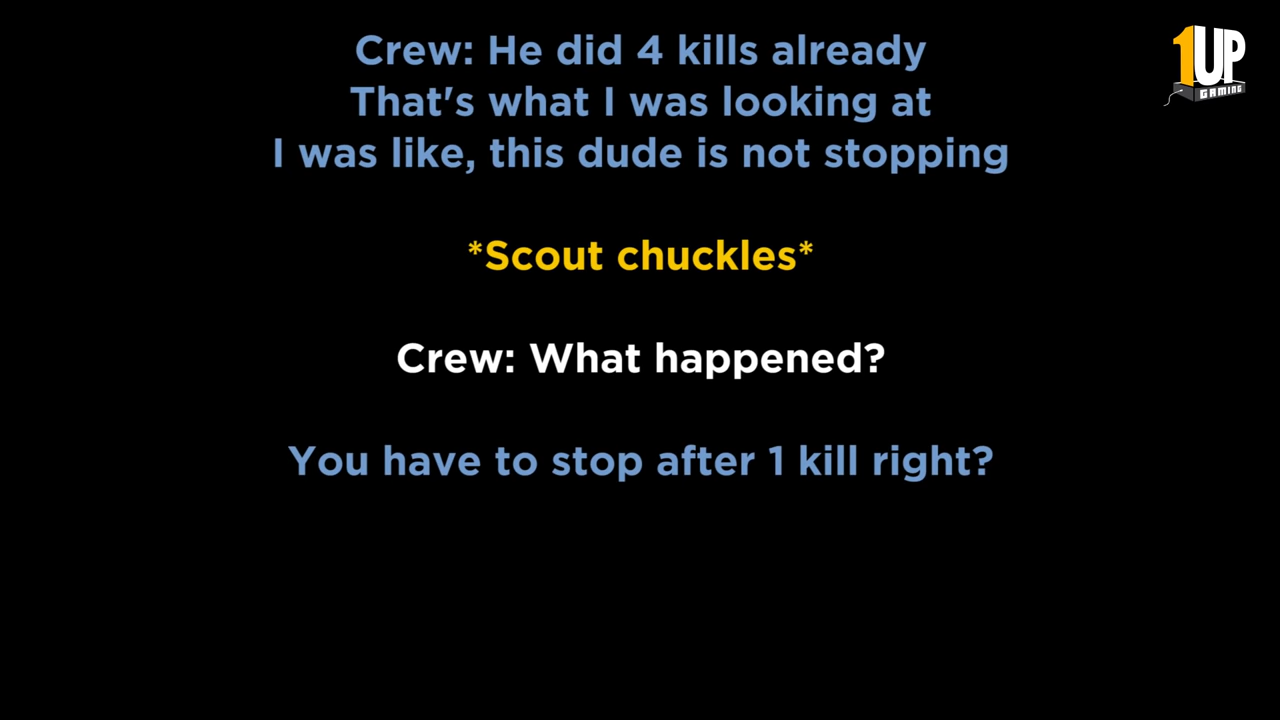 Crew: He did 4 kills already
That's what I was looking at
I was like, this dude is not stopping
*Scout chuckles*
Crew: What happened?
You have to stop after 1 kill right?
1UP
GAMING